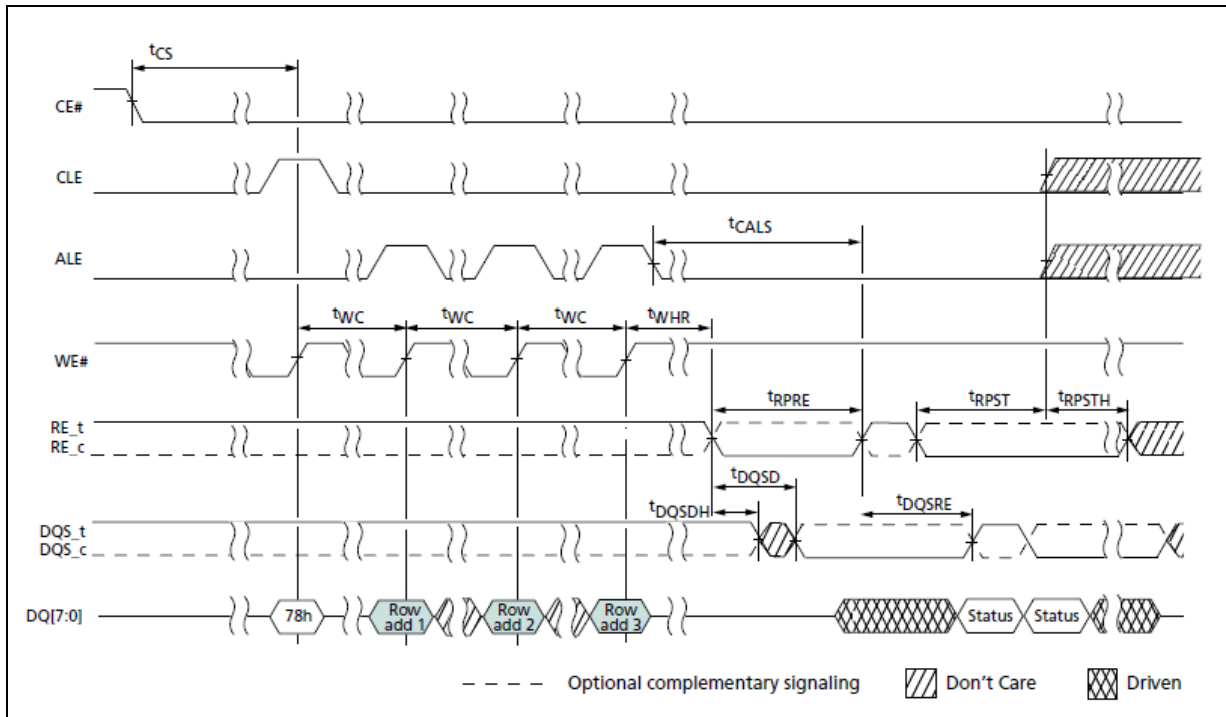 tCS
CE#
CLE
tCALS
ALE
tWC tWC tWC tWHR
WE#
tRPRE tRPST tRPSTH
RE_t
RE_c
tDQSD
tDQSDH tDQSRE
DQS_t
DQS_c
DQ[7:0] 78h Row add 1 Row add 2 Row add 3 Status Status
Optional complementary signaling Don't Care Driven